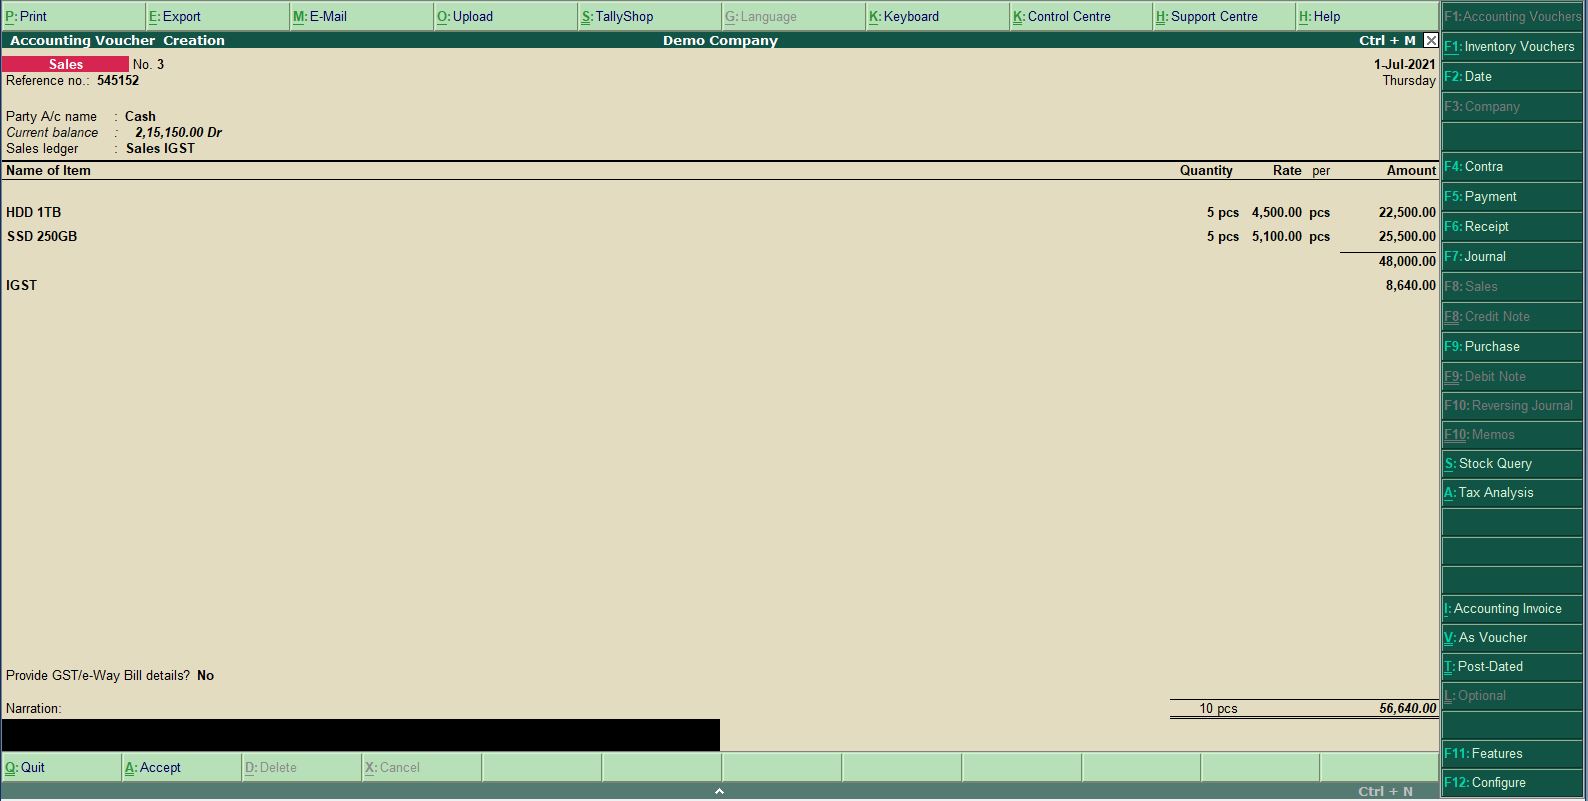 P: Print E: Export M: E-Mail O: Upload S: TallyShop G: Language K: Keyboard K: Control Centre H: Support Centre H: Help
Accounting Voucher Creation Demo Company Ctrl + M
Sales No. 3 1-Jul-2021
Reference no.: 545152 Thursday
Party A/c name : Cash
Current balance : 2,15,150.00 Dr
Sales ledger : Sales IGST
Name of Item Quantity Rate per Amount
HDD 1TB 5 pcs 4,500.00 pcs 22,500.00
SSD 250GB 5 pcs 5,100.00 pcs 25,500.00
48,000.00
IGST 8,640.00
Provide GST/e-Way Bill details? No
Narration: 10 pcs 56,640.00
Q: Quit A: Accept D: Delete X: Cancel
Ctrl + N
F1: Accounting Vouchers
F1: Inventory Vouchers
F2: Date
F3: Company
F4: Contra
F5: Payment
F6: Receipt
F7: Journal
F8: Sales
F8: Credit Note
F9: Purchase
F9: Debit Note
F10: Reversing Journal
F10: Memos
S: Stock Query
A: Tax Analysis
I: Accounting Invoice
V: As Voucher
T: Post-Dated
L: Optional
F11: Features
F12: Configure